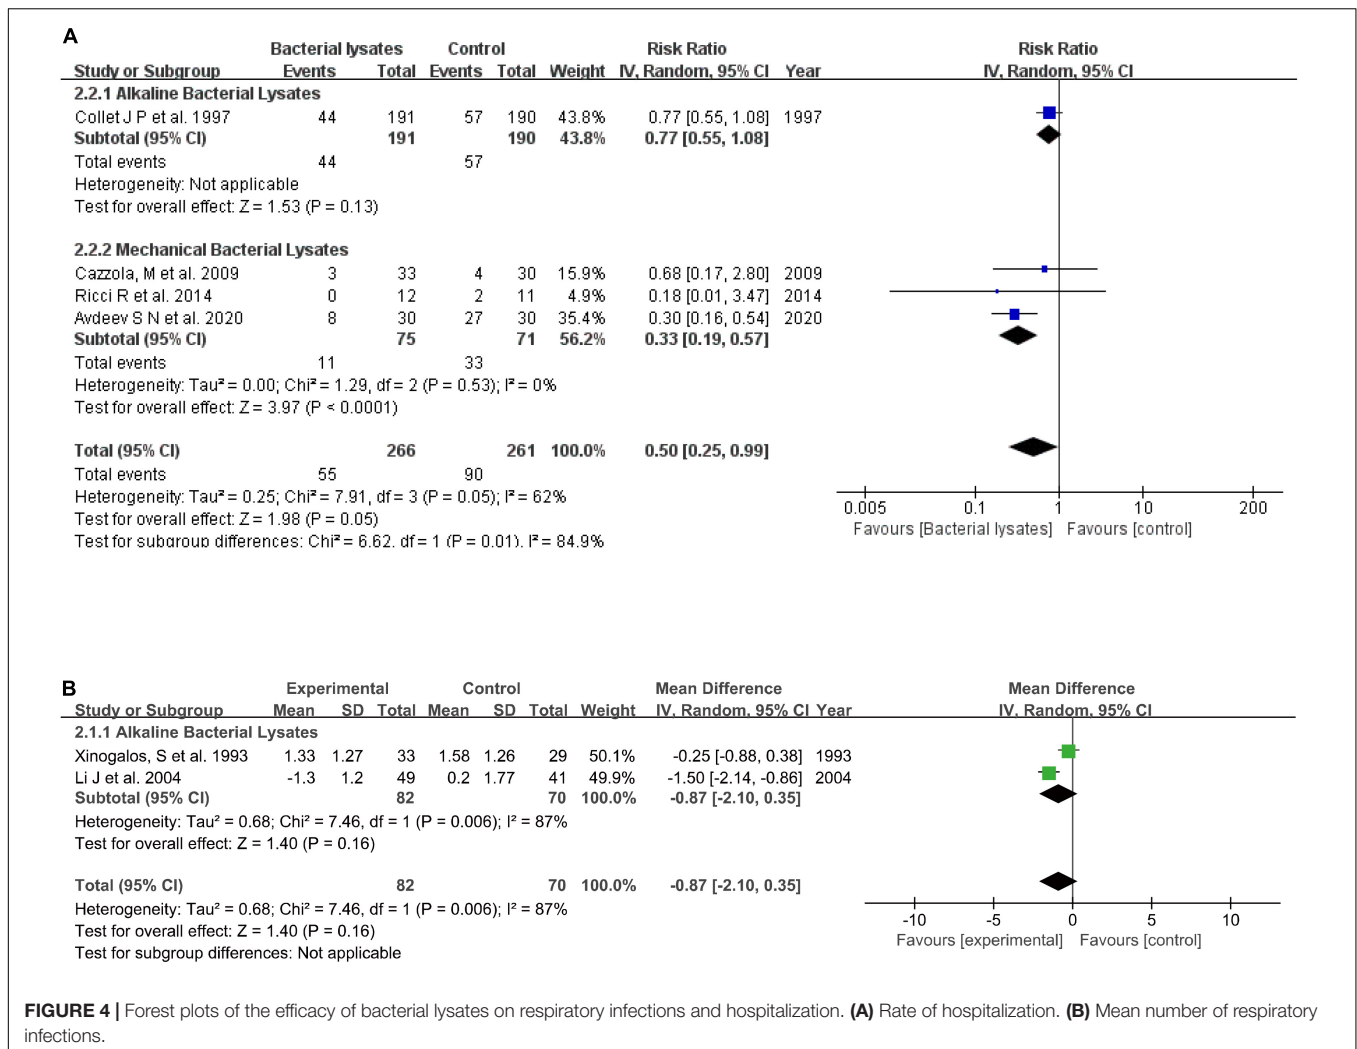 A
Bacterial lysates Control Risk Ratio Risk Ratio
Study or Subgroup Events Total Events Total Weight IV, Random, 95% CI Year IV, Random, 95% CI
2.2.1 Alkaline Bacterial Lysates
Collet J P et al. 1997 44 191 57 190 43.8% 0.77 [0.55, 1.08] 1997
Subtotal (95% CI) 191 190 43.8% 0.77 [0.55, 1.08]
Total events 44 57
Heterogeneity: Not applicable
Test for overall effect: Z = 1.53 (P = 0.13)
2.2.2 Mechanical Bacterial Lysates
Cazzola, M et al. 2009 3 33 4 30 15.9% 0.68 [0.17, 2.80] 2009
Ricci R et al. 2014 0 12 2 11 4.9% 0.18 [0.01, 3.47] 2014
Avdeev S N et al. 2020 8 30 27 30 35.4% 0.30 [0.16, 0.54] 2020
Subtotal (95% CI) 75 71 56.2% 0.33 [0.19, 0.57]
Total events 11 33
Heterogeneity: Tau² = 0.00; Chi² = 1.29, df = 2 (P = 0.53); I² = 0%
Test for overall effect: Z = 3.97 (P < 0.0001)
Total (95% CI) 266 261 100.0% 0.50 [0.25, 0.99]
Total events 55 90
Heterogeneity: Tau² = 0.25; Chi² = 7.91, df = 3 (P = 0.05); I² = 62%
Test for overall effect: Z = 1.98 (P = 0.05)
Test for subgroup differences: Chi² = 6.62, df = 1 (P = 0.01), I² = 84.9%
0.005 0.1 1 10 200
Favours [Bacterial lysates] Favours [control]
B
Experimental Control Mean Difference Mean Difference
Study or Subgroup Mean SD Total Mean SD Total Weight IV, Random, 95% CI Year IV, Random, 95% CI
2.1.1 Alkaline Bacterial Lysates
Xinogalos, S et al. 1993 1.33 1.27 33 1.58 1.26 29 50.1% -0.25 [-0.88, 0.38] 1993
Li J et al. 2004 -1.3 1.2 49 0.2 1.77 41 49.9% -1.50 [-2.14, -0.86] 2004
Subtotal (95% CI) 82 70 100.0% -0.87 [-2.10, 0.35]
Heterogeneity: Tau² = 0.68; Chi² = 7.46, df = 1 (P = 0.006); I² = 87%
Test for overall effect: Z = 1.40 (P = 0.16)
Total (95% CI) 82 70 100.0% -0.87 [-2.10, 0.35]
Heterogeneity: Tau² = 0.68; Chi² = 7.46, df = 1 (P = 0.006); I² = 87%
Test for overall effect: Z = 1.40 (P = 0.16)
Test for subgroup differences: Not applicable
-10 -5 0 5 10
Favours [experimental] Favours [control]
FIGURE 4 | Forest plots of the efficacy of bacterial lysates on respiratory infections and hospitalization. (A) Rate of hospitalization. (B) Mean number of respiratory
infections.